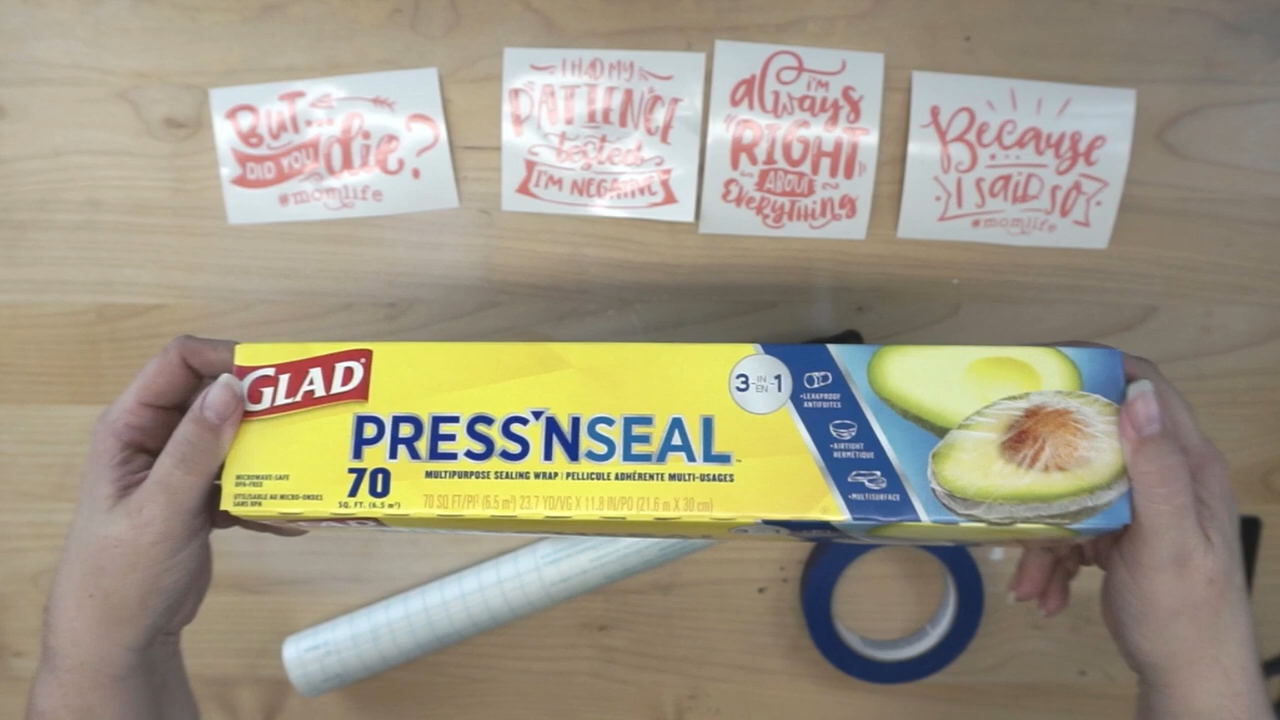 BUT...
DID YOU die?
#momlife
I HAD MY
PATIENCE
tested
I'M NEGATIVE
I'M
always
"RIGHT"
ABOUT
EVERYTHING
Because
I SAID SO
#momlife
GLAD®
PRESS'NSEAL™
70
SQ. FT. (6.5 m²)
MULTIPURPOSE SEALING WRAP | PELLICULE ADHÉRENTE MULTI-USAGES
70 SQ FT/PI² (6.5 m²) 23.7 YD/VG X 11.8 IN/PO (21.6 m X 30 cm)
MICROWAVE-SAFE
BPA-FREE
UTILISABLE AU MICRO-ONDES
SANS BPA
3-IN-1
EN
•LEAKPROOF
ANTIFUITES
•AIRTIGHT
HERMÉTIQUE
•MULTISURFACE
GLAD